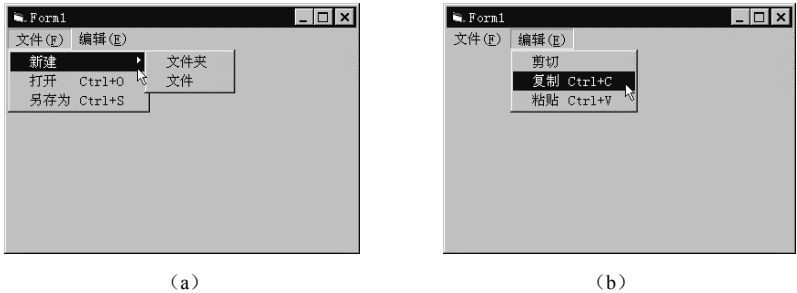 Form1
文件(F) 编辑(E)
新建
文件夹
打开 Ctrl+O
文件
另存为 Ctrl+S
(a)
Form1
文件(F) 编辑(E)
剪切
复制 Ctrl+C
粘贴 Ctrl+V
(b)